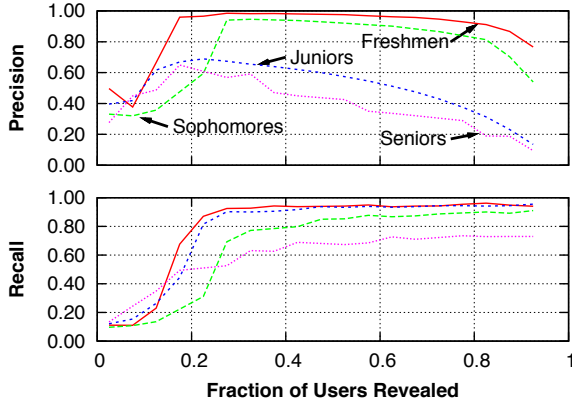 Precision
1.00
0.80
0.60
0.40
0.20
0.00
Freshmen
Juniors
Sophomores
Seniors
Recall
1.00
0.80
0.60
0.40
0.20
0.00
0 0.2 0.4 0.6 0.8 1
Fraction of Users Revealed